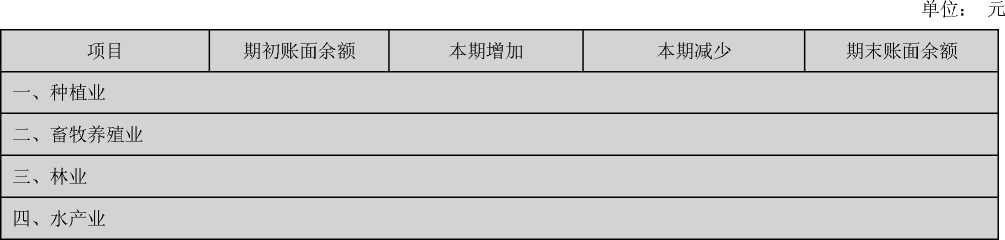 单位： 元
项目 期初账面余额 本期增加 本期减少 期末账面余额
一、种植业
二、畜牧养殖业
三、林业
四、水产业